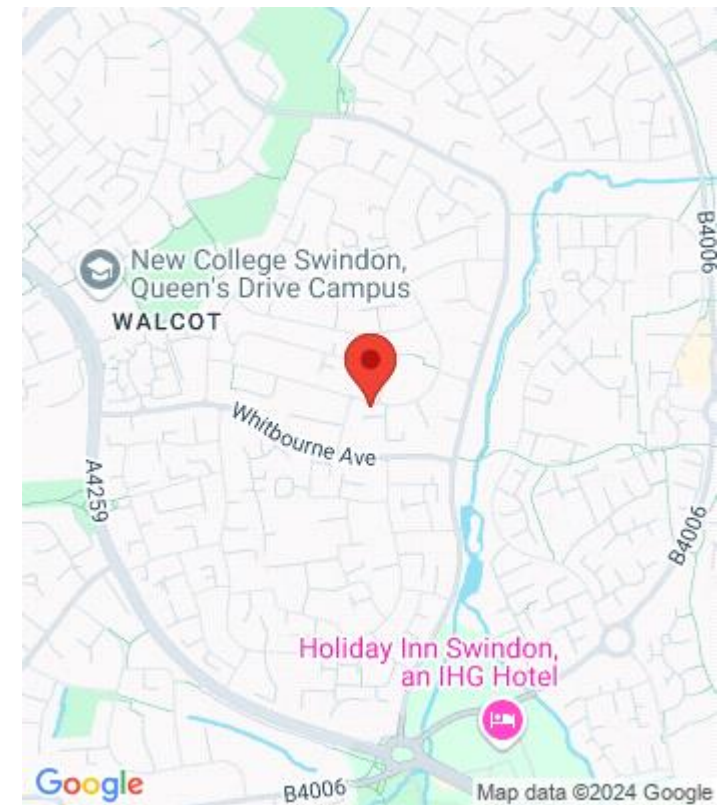 B4006
New College Swindon,
Queen's Drive Campus
WALCOT
Whitbourne Ave
A4259
B4006
Holiday Inn Swindon,
an IHG Hotel
B4006
Google
Map data ©2024 Google